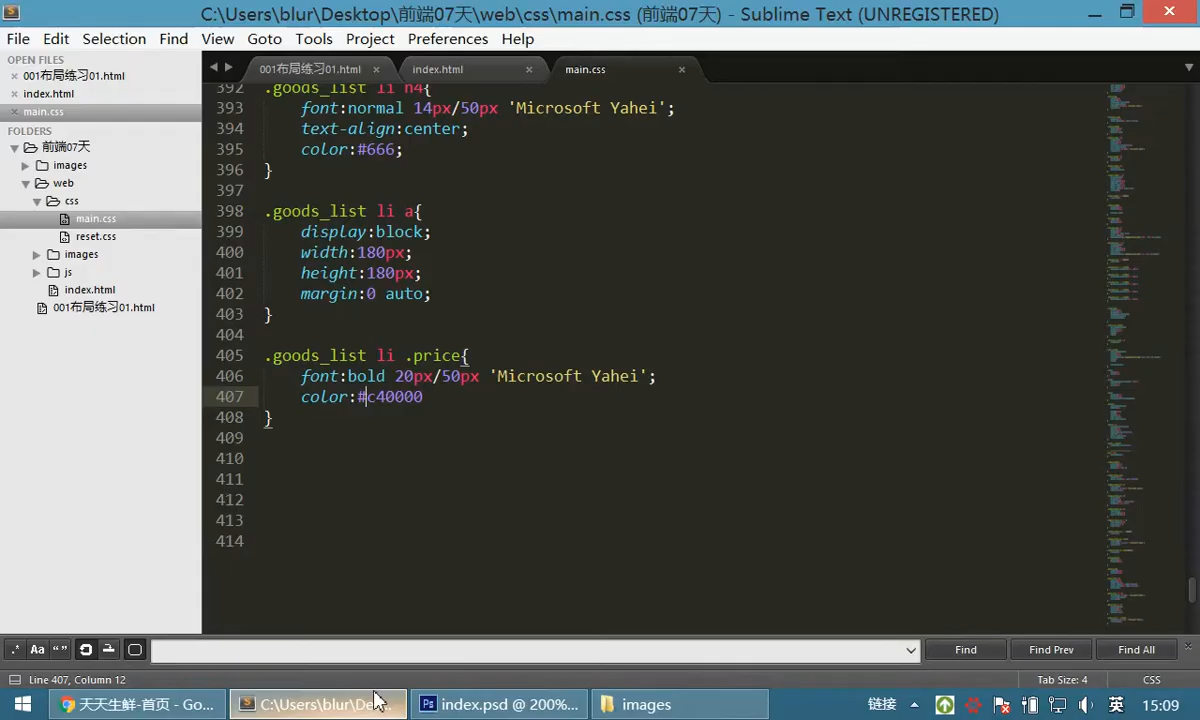 C:\Users\blur\Desktop\前端07天\web\css\main.css (前端07天) - Sublime Text (UNREGISTERED)
File Edit Selection Find View Goto Tools Project Preferences Help
OPEN FILES
001布局练习01.html
index.html
main.css
FOLDERS
前端07天
images
web
css
main.css
reset.css
images
js
index.html
001布局练习01.html
001布局练习01.html index.html main.css
392 .goods_list li h4{
393 font:normal 14px/50px 'Microsoft Yahei';
394 text-align:center;
395 color:#666;
396 }
397
398 .goods_list li a{
399 display:block;
400 width:180px;
401 height:180px;
402 margin:0 auto;
403 }
404
405 .goods_list li .price{
406 font:bold 20px/50px 'Microsoft Yahei';
407 color:#c40000
408 }
409
410
411
412
413
414
.* Aa “ ” Find Find Prev Find All
Line 407, Column 12 Tab Size: 4 CSS
天天生鲜-首页 - Go... C:\Users\blur\De... index.psd @ 200%... images 链接 英 15:09